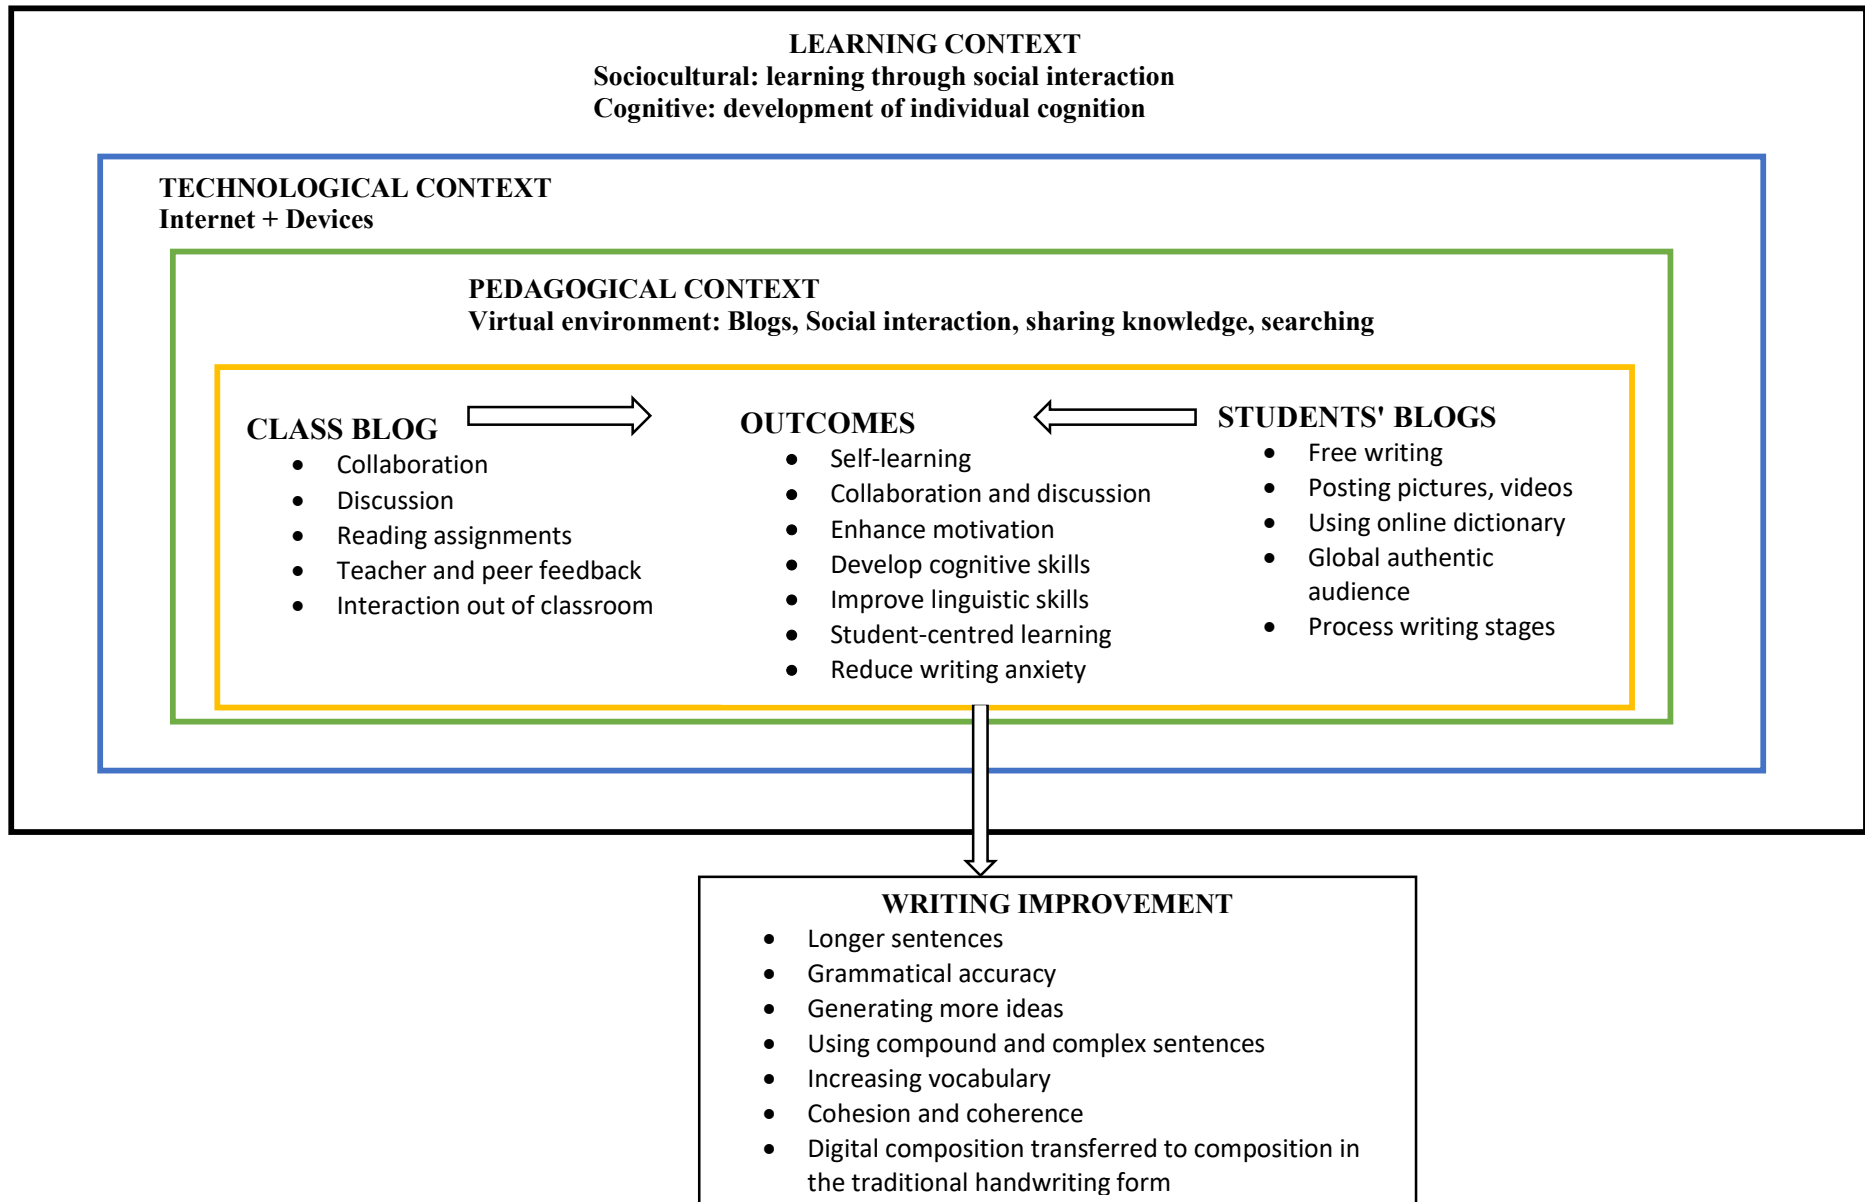 LEARNING CONTEXT
Sociocultural: learning through social interaction
Cognitive: development of individual cognition
TECHNOLOGICAL CONTEXT
Internet + Devices
PEDAGOGICAL CONTEXT
Virtual environment: Blogs, Social interaction, sharing knowledge, searching
CLASS BLOG
• Collaboration
• Discussion
• Reading assignments
• Teacher and peer feedback
• Interaction out of classroom
OUTCOMES
• Self-learning
• Collaboration and discussion
• Enhance motivation
• Develop cognitive skills
• Improve linguistic skills
• Student-centred learning
• Reduce writing anxiety
STUDENTS' BLOGS
• Free writing
• Posting pictures, videos
• Using online dictionary
• Global authentic
audience
• Process writing stages
WRITING IMPROVEMENT
• Longer sentences
• Grammatical accuracy
• Generating more ideas
• Using compound and complex sentences
• Increasing vocabulary
• Cohesion and coherence
• Digital composition transferred to composition in
the traditional handwriting form